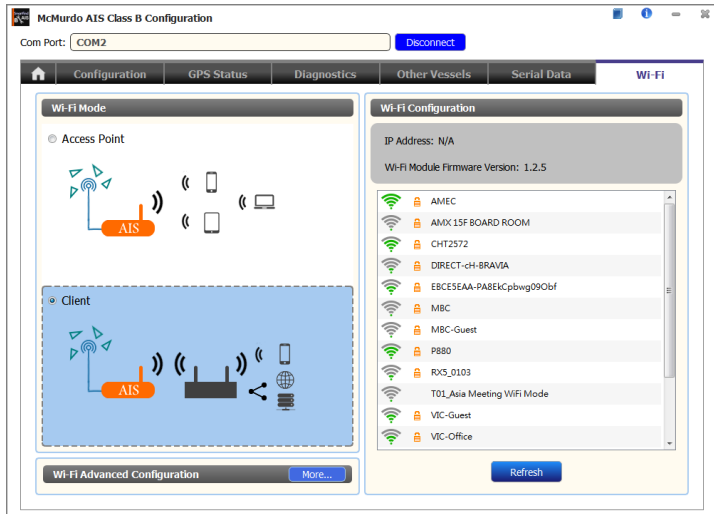 McMurdo AIS Class B Configuration
Com Port: COM2 Disconnect
Configuration GPS Status Diagnostics Other Vessels Serial Data Wi-Fi
Wi-Fi Mode
Access Point
AIS
Client
AIS
Wi-Fi Advanced Configuration More...
Wi-Fi Configuration
IP Address: N/A
Wi-Fi Module Firmware Version: 1.2.5
AMEC
AMX 15F BOARD ROOM
CHT2572
DIRECT-cH-BRAVIA
EBCE5EAA-PA8EkCpbwg09Obf
MBC
MBC-Guest
P880
RX5_0103
T01_Asia Meeting WiFi Mode
VIC-Guest
VIC-Office
Refresh